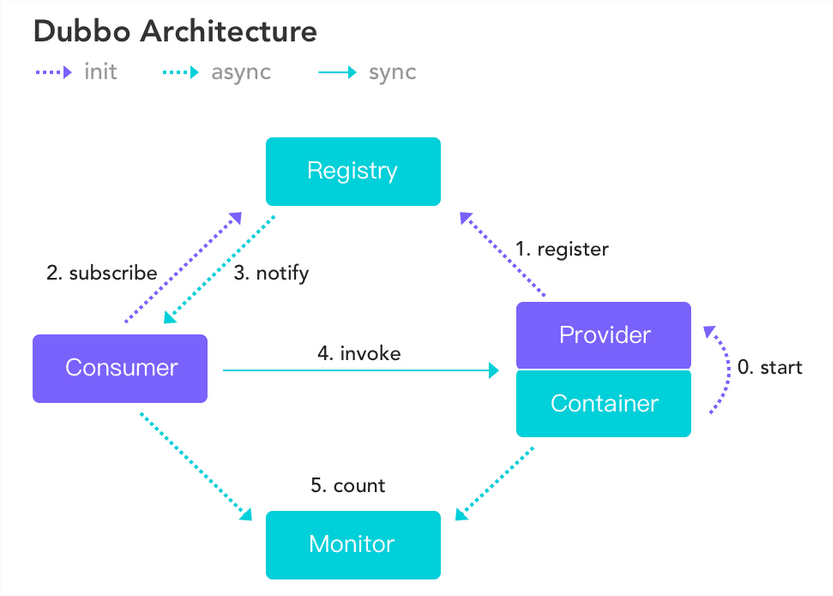 Dubbo Architecture
init async sync
Registry
1. register
2. subscribe 3. notify
Provider
4. invoke
Consumer
0. start
Container
5. count
Monitor